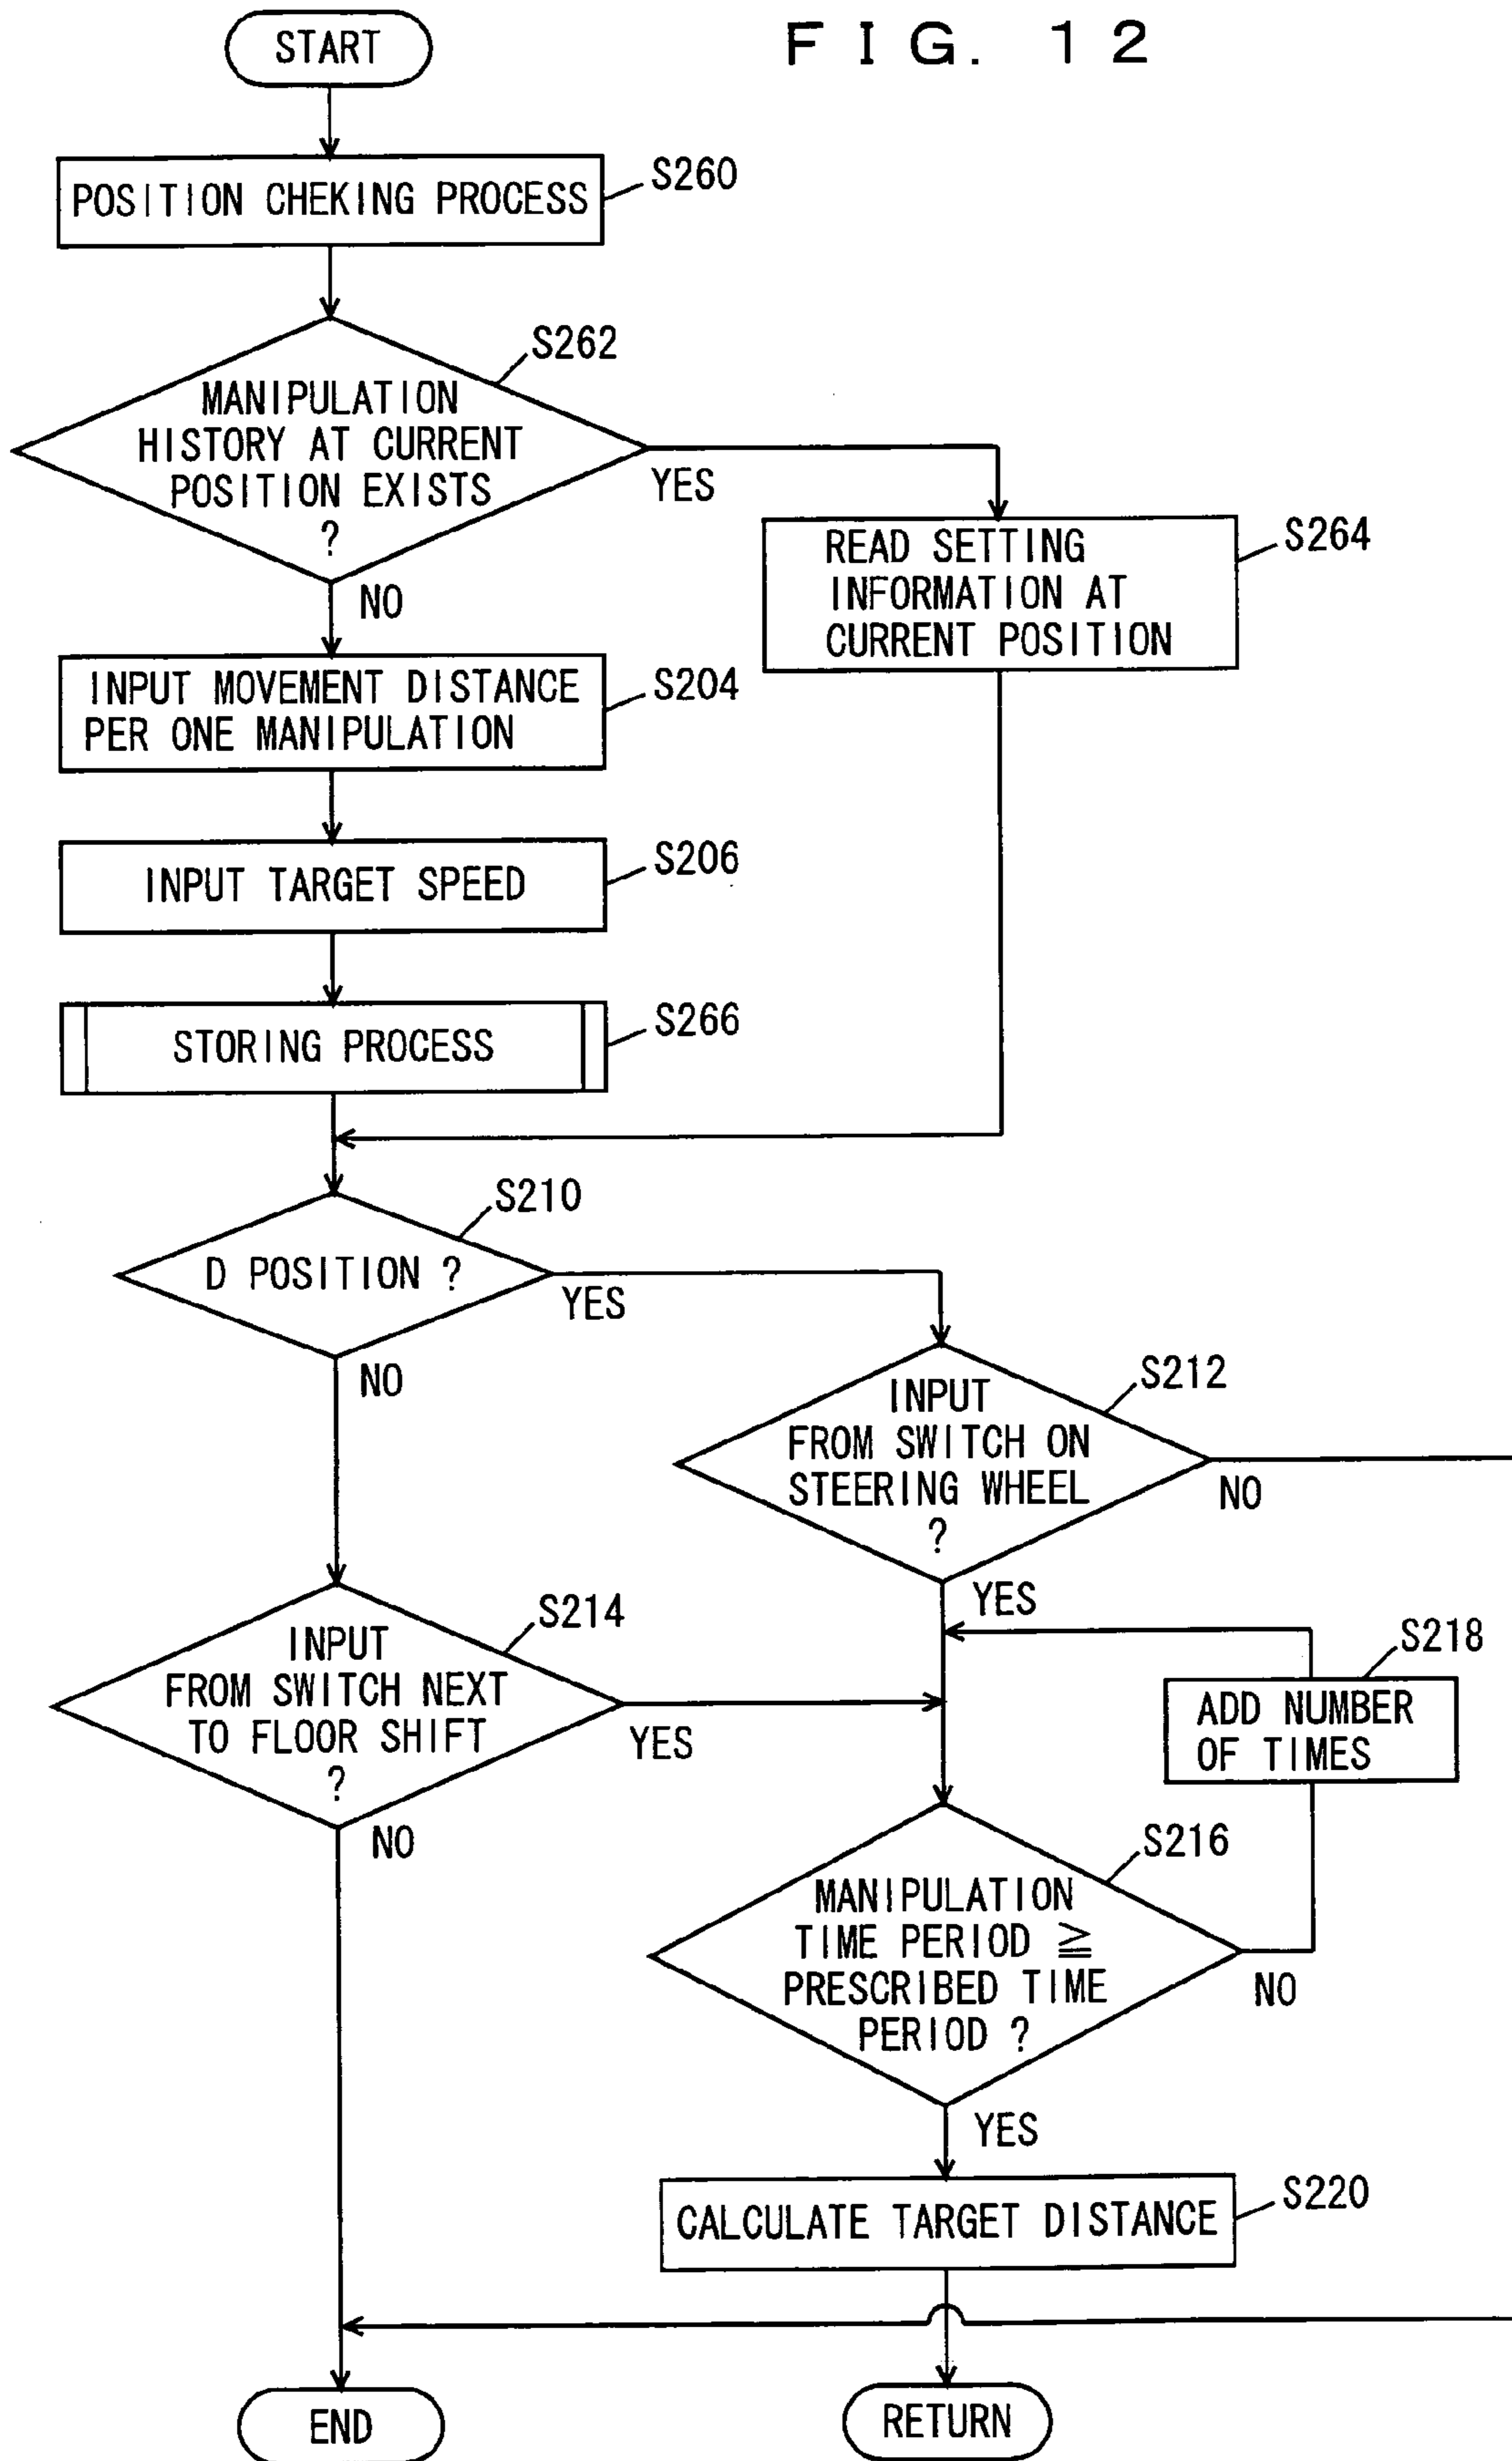 FIG. 12
START
POSITION CHEKING PROCESS
S260
S262
MANIPULATION
HISTORY AT CURRENT
POSITION EXISTS
?
YES
NO
READ SETTING
INFORMATION AT
CURRENT POSITION
S264
INPUT MOVEMENT DISTANCE
PER ONE MANIPULATION
S204
INPUT TARGET SPEED
S206
STORING PROCESS
S266
S210
D POSITION ?
YES
NO
S212
INPUT
FROM SWITCH ON
STEERING WHEEL
?
NO
YES
S214
INPUT
FROM SWITCH NEXT
TO FLOOR SHIFT
?
YES
NO
S218
ADD NUMBER
OF TIMES
S216
MANIPULATION
TIME PERIOD ≧
PRESCRIBED TIME
PERIOD ?
NO
YES
CALCULATE TARGET DISTANCE
S220
END
RETURN